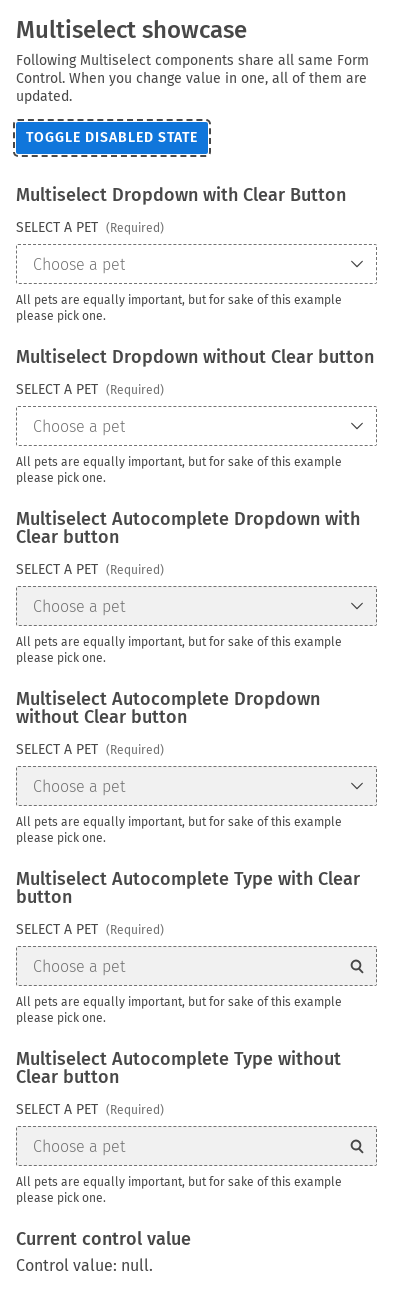 Multiselect showcase
Following Multiselect components share all same Form
Control. When you change value in one, all of them are
updated.
TOGGLE DISABLED STATE
Multiselect Dropdown with Clear Button
SELECT A PET (Required)
Choose a pet
All pets are equally important, but for sake of this example
please pick one.
Multiselect Dropdown without Clear button
SELECT A PET (Required)
Choose a pet
All pets are equally important, but for sake of this example
please pick one.
Multiselect Autocomplete Dropdown with
Clear button
SELECT A PET (Required)
Choose a pet
All pets are equally important, but for sake of this example
please pick one.
Multiselect Autocomplete Dropdown
without Clear button
SELECT A PET (Required)
Choose a pet
All pets are equally important, but for sake of this example
please pick one.
Multiselect Autocomplete Type with Clear
button
SELECT A PET (Required)
Choose a pet
All pets are equally important, but for sake of this example
please pick one.
Multiselect Autocomplete Type without
Clear button
SELECT A PET (Required)
Choose a pet
All pets are equally important, but for sake of this example
please pick one.
Current control value
Control value: null.